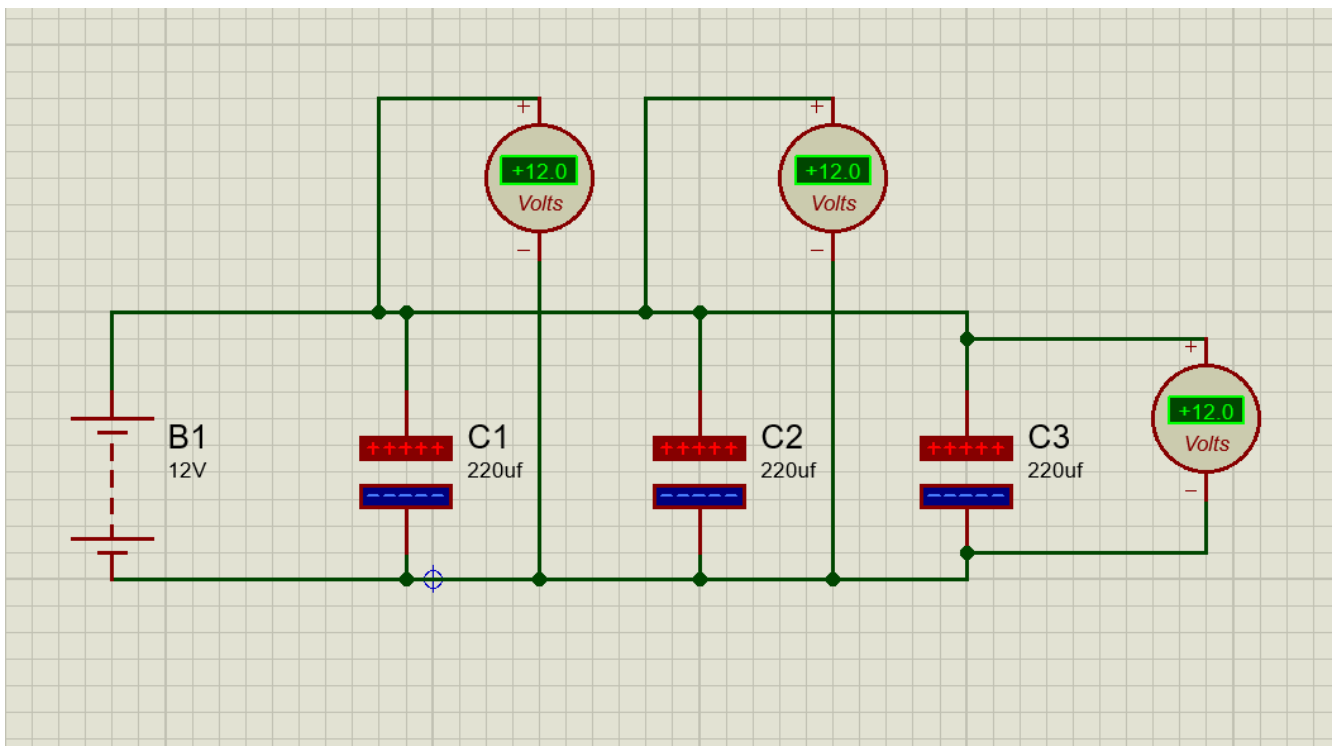 +
+12.0
Volts
−
+
+12.0
Volts
−
B1
12V
C1
220uf
C2
220uf
C3
220uf
+
+12.0
Volts
−